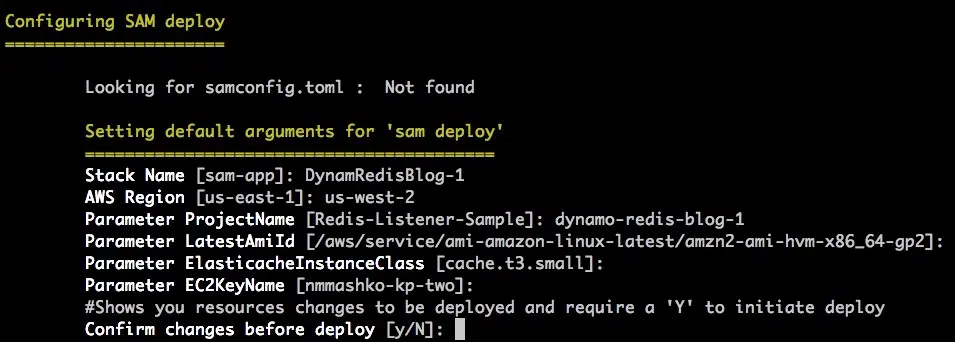 Configuring SAM deploy
======================
Looking for samconfig.toml :  Not found
Setting default arguments for 'sam deploy'
=========================================
Stack Name [sam-app]: DynamRedisBlog-1
AWS Region [us-east-1]: us-west-2
Parameter ProjectName [Redis-Listener-Sample]: dynamo-redis-blog-1
Parameter LatestAmiId [/aws/service/ami-amazon-linux-latest/amzn2-ami-hvm-x86_64-gp2]:
Parameter ElasticacheInstanceClass [cache.t3.small]:
Parameter EC2KeyName [nmmashko-kp-two]:
#Shows you resources changes to be deployed and require a 'Y' to initiate deploy
Confirm changes before deploy [y/N]: